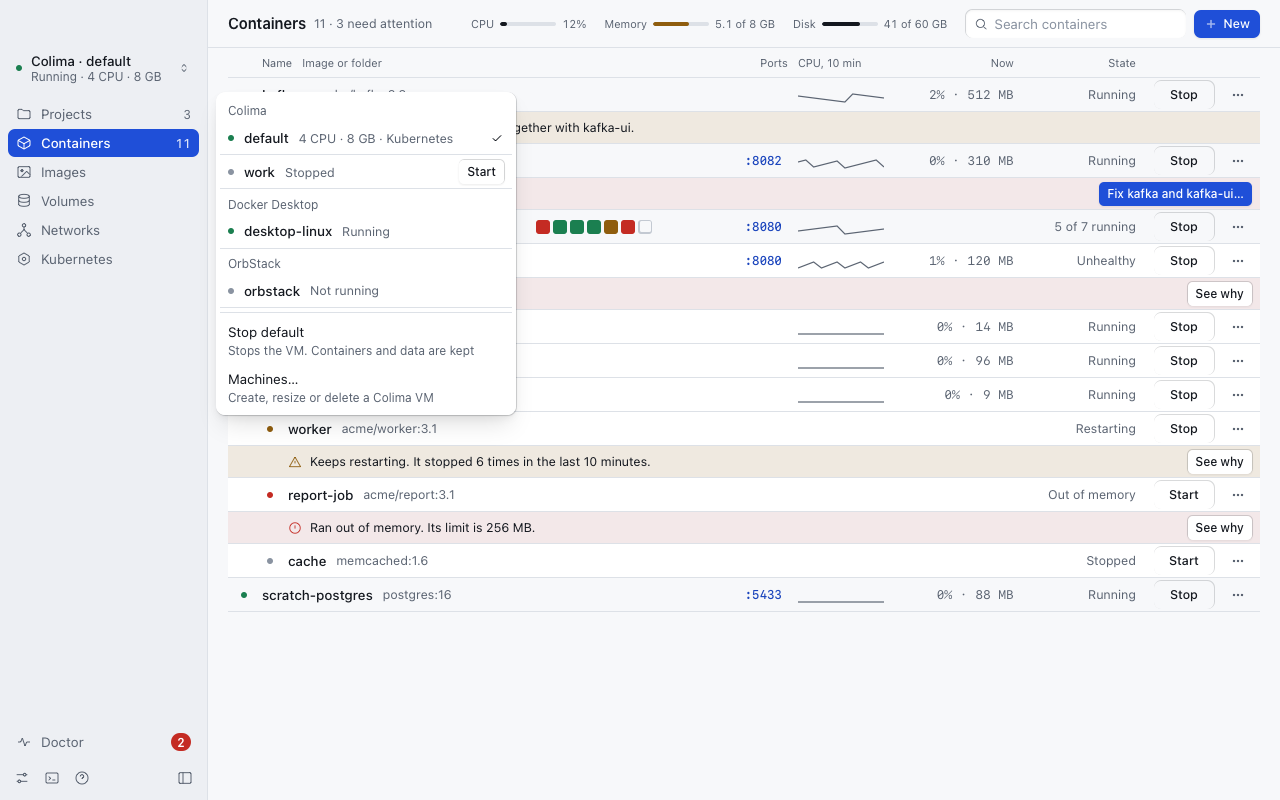 Containers 11 · 3 need attention CPU 12% Memory 5.1 of 8 GB Disk 41 of 60 GB Search containers New
Colima · default
Running · 4 CPU · 8 GB
Projects 3
Containers 11
Images
Volumes
Networks
Kubernetes
Doctor 2
Name Image or folder Ports CPU, 10 min Now State
2% · 512 MB Running Stop
gether with kafka-ui.
:8082 0% · 310 MB Running Stop
Fix kafka and kafka-ui…
:8080 5 of 7 running Stop
:8080 1% · 120 MB Unhealthy Stop
See why
0% · 14 MB Running Stop
0% · 96 MB Running Stop
0% · 9 MB Running Stop
Colima
default 4 CPU · 8 GB · Kubernetes
work Stopped Start
Docker Desktop
desktop-linux Running
OrbStack
orbstack Not running
Stop default
Stops the VM. Containers and data are kept
Machines…
Create, resize or delete a Colima VM
worker acme/worker:3.1 Restarting Stop
Keeps restarting. It stopped 6 times in the last 10 minutes. See why
report-job acme/report:3.1 Out of memory Start
Ran out of memory. Its limit is 256 MB. See why
cache memcached:1.6 Stopped Start
scratch-postgres postgres:16 :5433 0% · 88 MB Running Stop